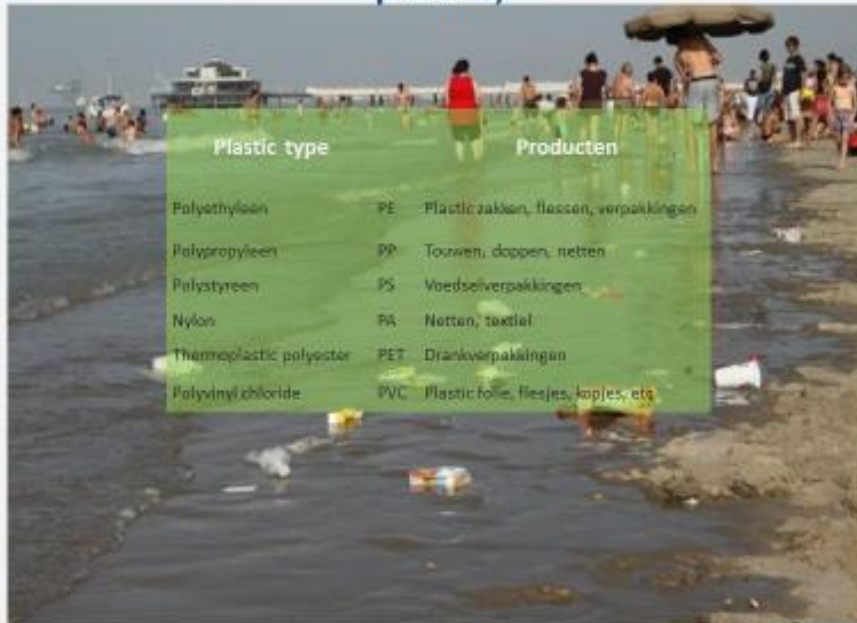 Plastic type Producten
Polyethyleen PE Plastic zakken, flessen, verpakkingen
Polypropyleen PP Touwen, doppen, netten
Polystyreen PS Voedselverpakkingen
Nylon PA Netten, textiel
Thermoplastic polyester PET Drankverpakkingen
Polyvinyl chloride PVC Plastic folie, flesjes, kopjes, etc